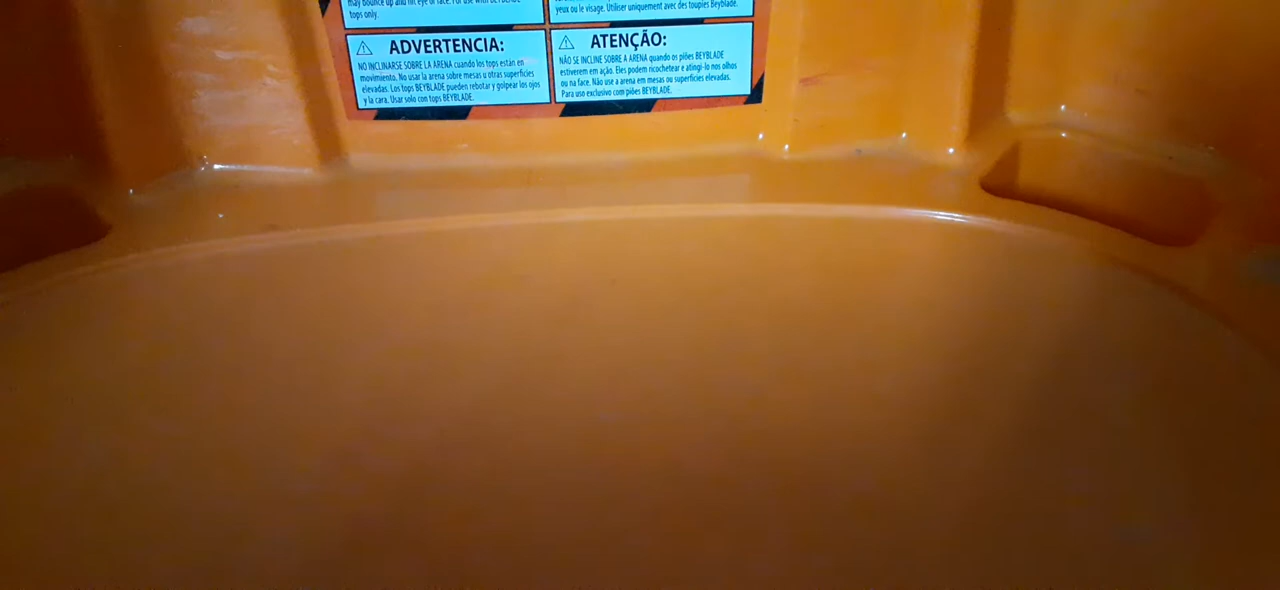 may bounce up and hit eye or face. For use with BEYBLADE
tops only.
yeux ou le visage. Utiliser uniquement avec des toupies Beyblade.
ADVERTENCIA:
NO INCLINARSE SOBRE LA ARENA cuando los tops están en
movimiento. No usar la arena sobre mesas u otras superficies
elevadas. Los tops BEYBLADE pueden rebotar y golpear los ojos
y la cara. Usar solo con tops BEYBLADE.
ATENÇÃO:
NÃO SE INCLINE SOBRE A ARENA quando os piões BEYBLADE
estiverem em ação. Eles podem ricochetear e atingi-lo nos olhos
ou na face. Não use a arena em mesas ou superfícies elevadas.
Para uso exclusivo com piões BEYBLADE.